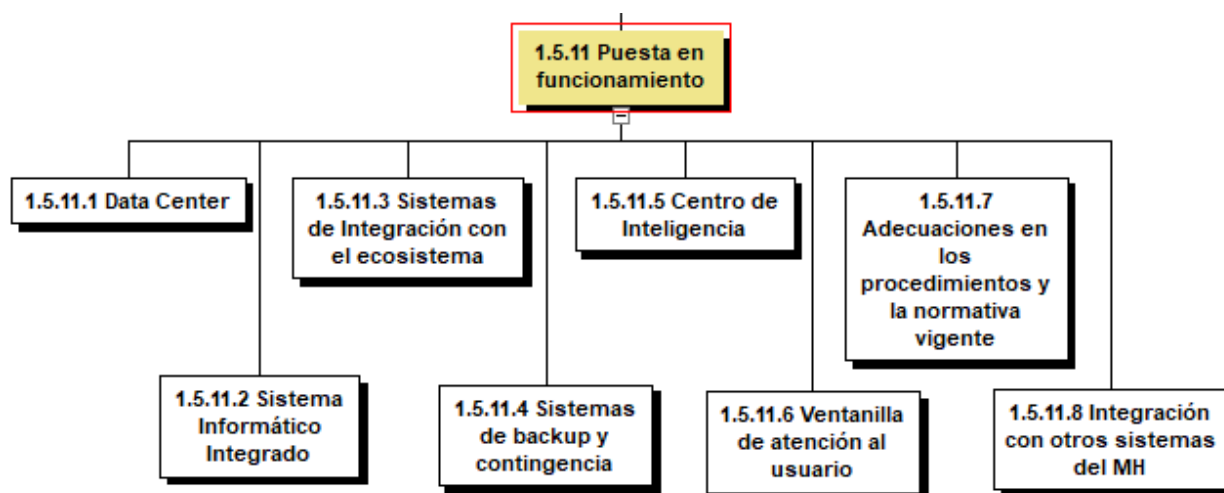 1.5.11 Puesta en
funcionamiento
1.5.11.1 Data Center
1.5.11.2 Sistema
Informático
Integrado
1.5.11.3 Sistemas
de Integración con
el ecosistema
1.5.11.4 Sistemas
de backup y
contingencia
1.5.11.5 Centro de
Inteligencia
1.5.11.6 Ventanilla
de atención al
usuario
1.5.11.7
Adecuaciones en
los
procedimientos y
la normativa
vigente
1.5.11.8 Integración
con otros sistemas
del MH